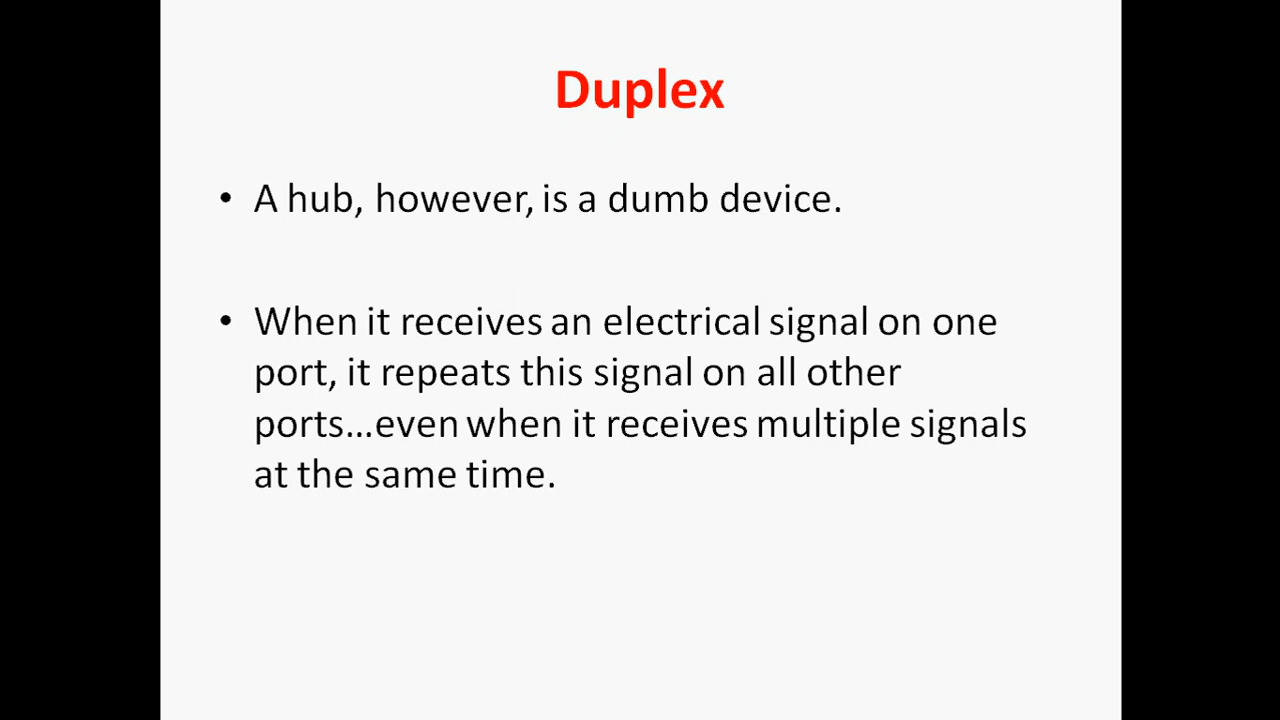 Duplex
• A hub, however, is a dumb device.
• When it receives an electrical signal on one
port, it repeats this signal on all other
ports...even when it receives multiple signals
at the same time.